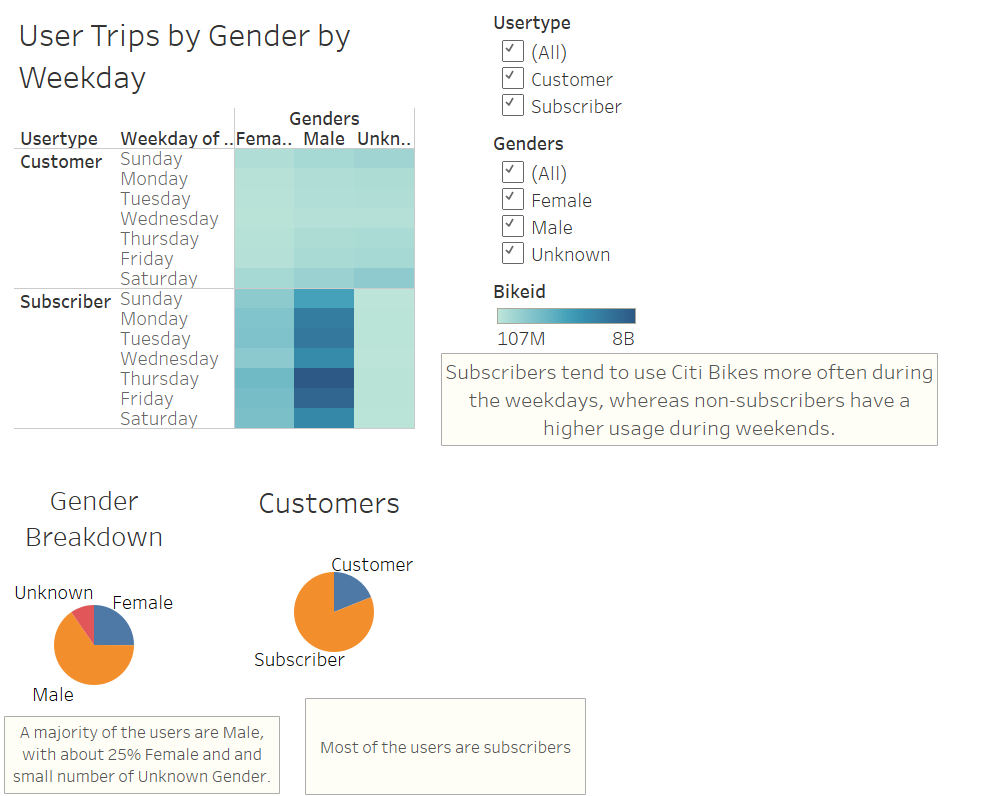 User Trips by Gender by
Weekday
Genders
Usertype Weekday of .. Fema.. Male Unkn..
Customer Sunday
Monday
Tuesday
Wednesday
Thursday
Friday
Saturday
Subscriber Sunday
Monday
Tuesday
Wednesday
Thursday
Friday
Saturday
Usertype
(All)
Customer
Subscriber
Genders
(All)
Female
Male
Unknown
Bikeid
107M 8B
Subscribers tend to use Citi Bikes more often during
the weekdays, whereas non-subscribers have a
higher usage during weekends.
Gender
Breakdown
Unknown
Female
Male
Customers
Customer
Subscriber
A majority of the users are Male,
with about 25% Female and and
small number of Unknown Gender.
Most of the users are subscribers